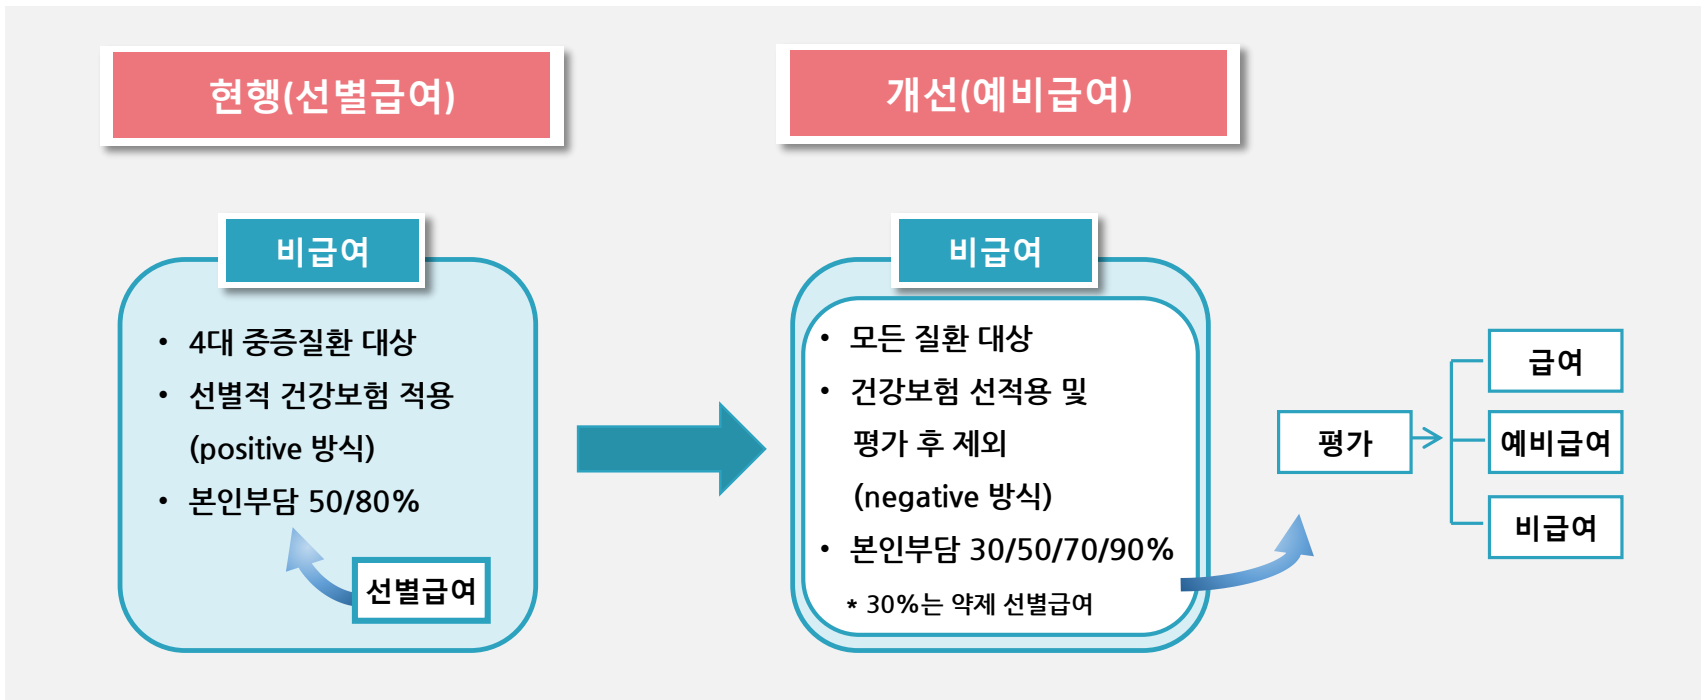 현행(선별급여)
개선(예비급여)
비급여
• 4대 중증질환 대상
• 선별적 건강보험 적용
(positive 방식)
• 본인부담 50/80%
선별급여
비급여
• 모든 질환 대상
• 건강보험 선적용 및
평가 후 제외
(negative 방식)
• 본인부담 30/50/70/90%
* 30%는 약제 선별급여
평가
급여
예비급여
비급여